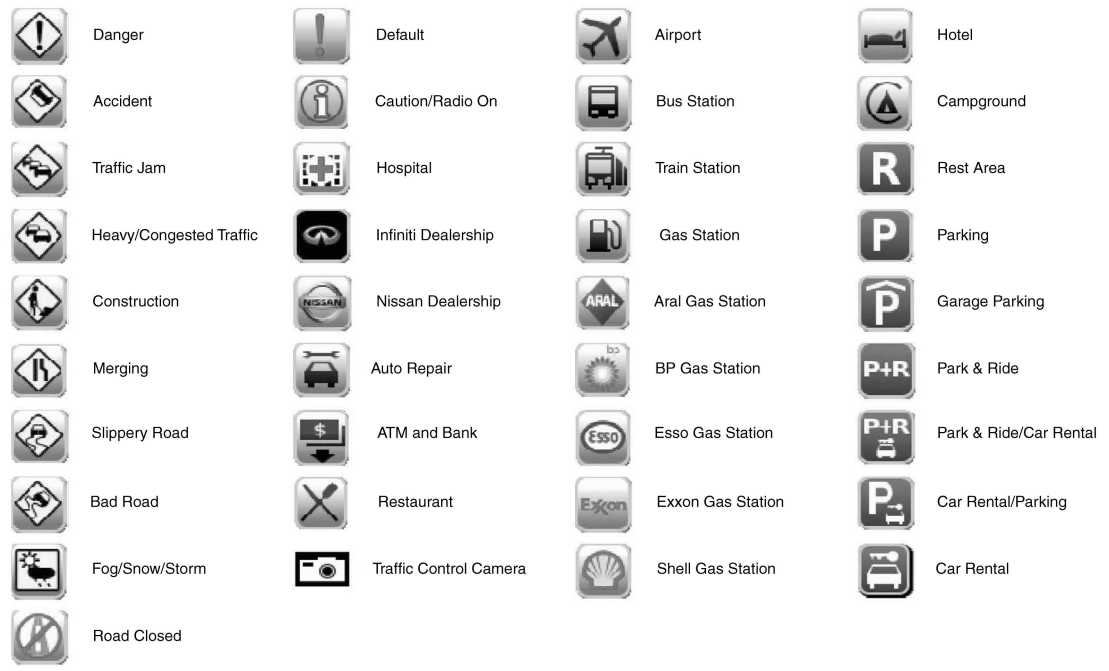 Danger
Default
Airport
Hotel
Accident
Caution/Radio On
Bus Station
Campground
Traffic Jam
Hospital
Train Station
R
Rest Area
Heavy/Congested Traffic
Infiniti Dealership
Gas Station
P
Parking
Construction
NISSAN
Nissan Dealership
ARAL
Aral Gas Station
P
Garage Parking
Merging
Auto Repair
bp
BP Gas Station
P+R
Park & Ride
Slippery Road
$
ATM and Bank
Esso
Esso Gas Station
P+R
Park & Ride/Car Rental
Bad Road
Restaurant
Exxon
Exxon Gas Station
P
Car Rental/Parking
Fog/Snow/Storm
Traffic Control Camera
Shell Gas Station
Car Rental
Road Closed